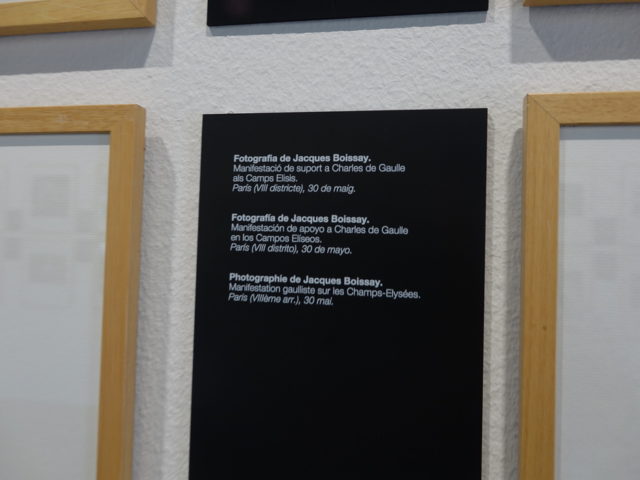 Fotografia de Jacques Boissay.
Manifestació de suport a Charles de Gaulle
als Camps Elisis.
París (VIII districte), 30 de maig.
Fotografía de Jacques Boissay.
Manifestación de apoyo a Charles de Gaulle
en los Campos Elíseos.
París (VIII distrito), 30 de mayo.
Photographie de Jacques Boissay.
Manifestation gaulliste sur les Champs-Elysées.
Paris (VIIIème arr.), 30 mai.